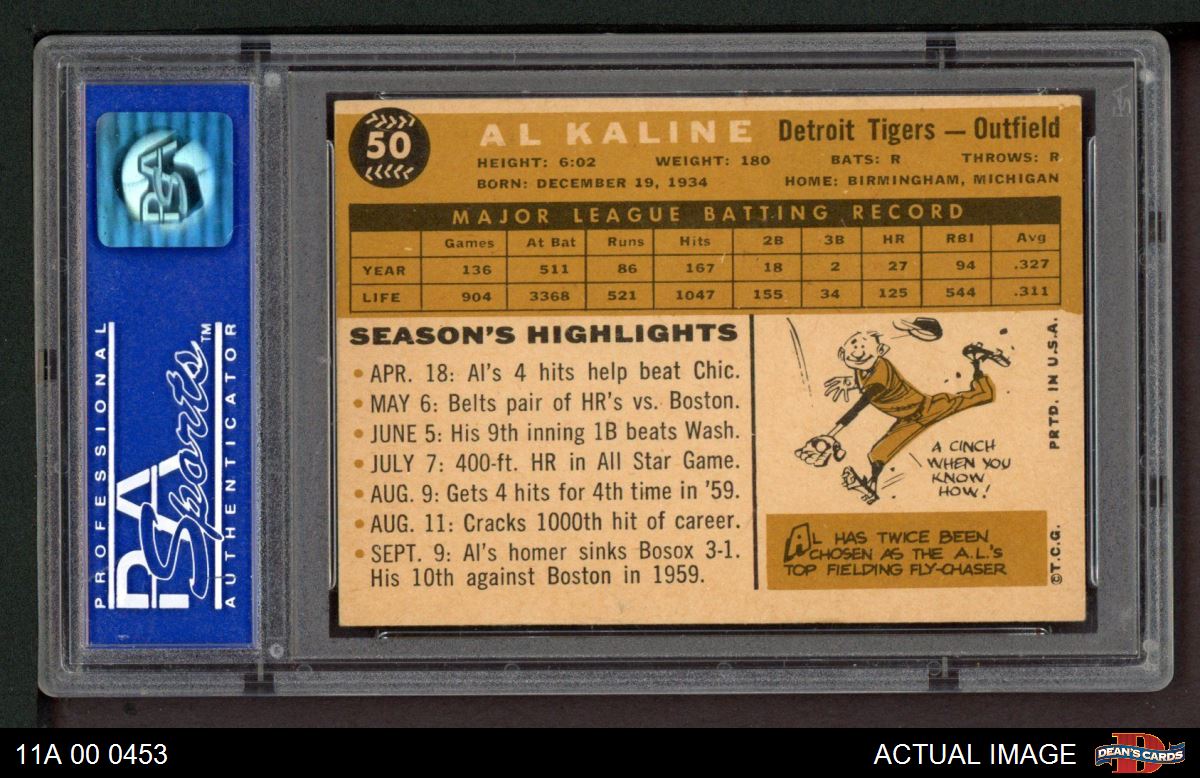 50
AL KALINE Detroit Tigers — Outfield
HEIGHT: 6:02 WEIGHT: 180 BATS: R THROWS: R
BORN: DECEMBER 19, 1934 HOME: BIRMINGHAM, MICHIGAN
MAJOR LEAGUE BATTING RECORD
Games At Bat Runs Hits 2B 3B HR RBI Avg
YEAR 136 511 86 167 18 2 27 94 .327
LIFE 904 3368 521 1047 155 34 125 544 .311
SEASON'S HIGHLIGHTS
• APR. 18: Al's 4 hits help beat Chic.
• MAY 6: Belts pair of HR's vs. Boston.
• JUNE 5: His 9th inning 1B beats Wash.
• JULY 7: 400-ft. HR in All Star Game.
• AUG. 9: Gets 4 hits for 4th time in '59.
• AUG. 11: Cracks 1000th hit of career.
• SEPT. 9: Al's homer sinks Bosox 3-1.
His 10th against Boston in 1959.
A CINCH
WHEN YOU
KNOW
HOW!
AL HAS TWICE BEEN
CHOSEN AS THE A.L.'S
TOP FIELDING FLY-CHASER
©T.C.G. PRTD. IN U.S.A.
PSA
PROFESSIONAL
PSA Sports™
AUTHENTICATOR
11A 00 0453
ACTUAL IMAGE
DEAN'S CARDS